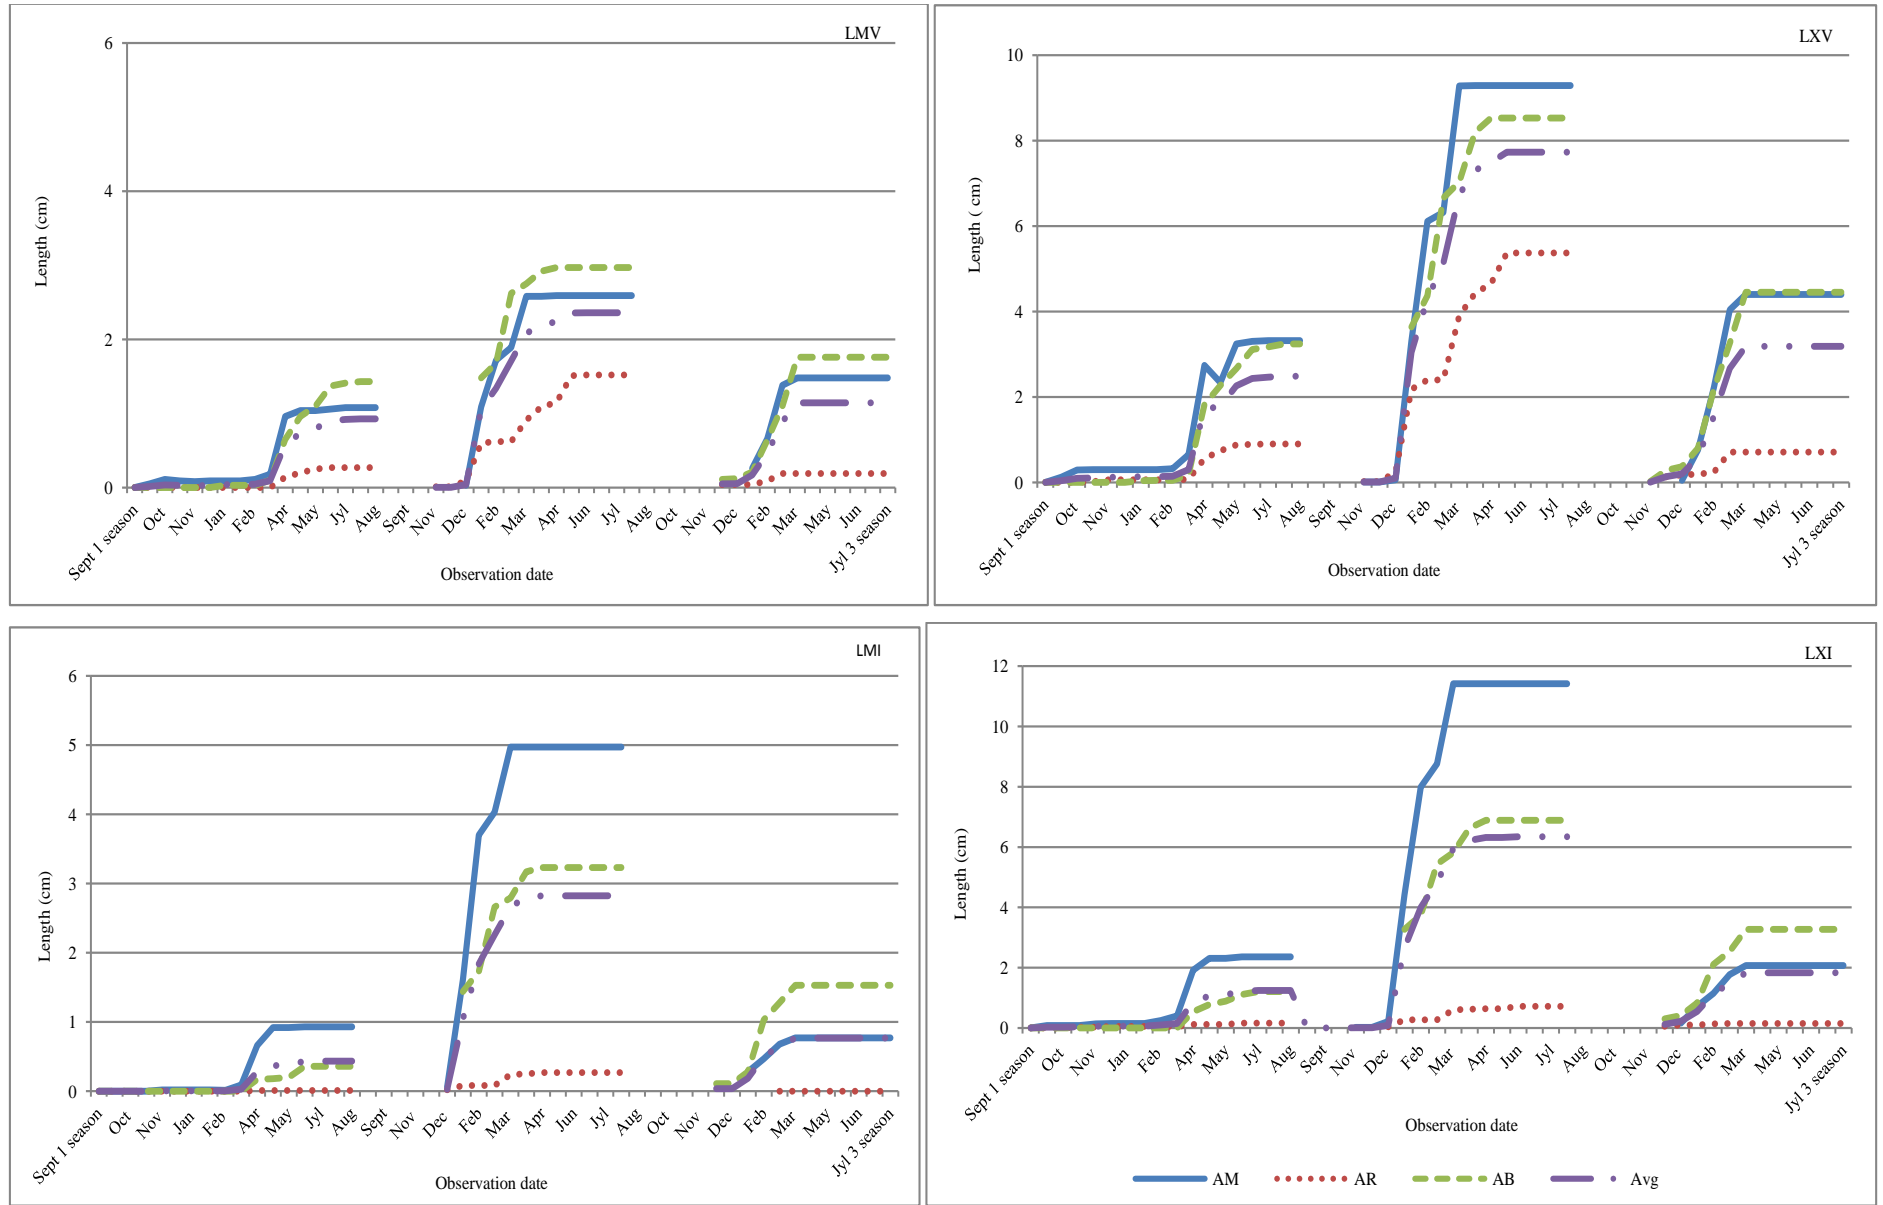 LMV
6
4
2
0
Length (cm)
Sept 1 season Oct Nov Jan Feb Apr May Jyl Aug Sept Nov Dec Feb Mar Apr Jun Jyl Aug Oct Nov Dec Feb Mar May Jun Jyl 3 season
Observation date
LXV
10
8
6
4
2
0
Length ( cm)
Sept 1 season Oct Nov Jan Feb Apr May Jyl Aug Sept Nov Dec Feb Mar Apr Jun Jyl Aug Oct Nov Dec Feb Mar May Jun Jyl 3 season
Observation date
LMI
6
5
4
3
2
1
0
Length (cm)
Sept 1 season Oct Nov Jan Feb Apr May Jyl Aug Sept Nov Dec Feb Mar Apr Jun Jyl Aug Oct Nov Dec Feb Mar May Jun Jyl 3 season
Observation date
LXI
12
10
8
6
4
2
0
Length (cm)
Sept 1 season Oct Nov Jan Feb Apr May Jyl Aug Sept Nov Dec Feb Mar Apr Jun Jyl Aug Oct Nov Dec Feb Mar May Jun Jyl 3 season
Observation date
AM AR AB Avg